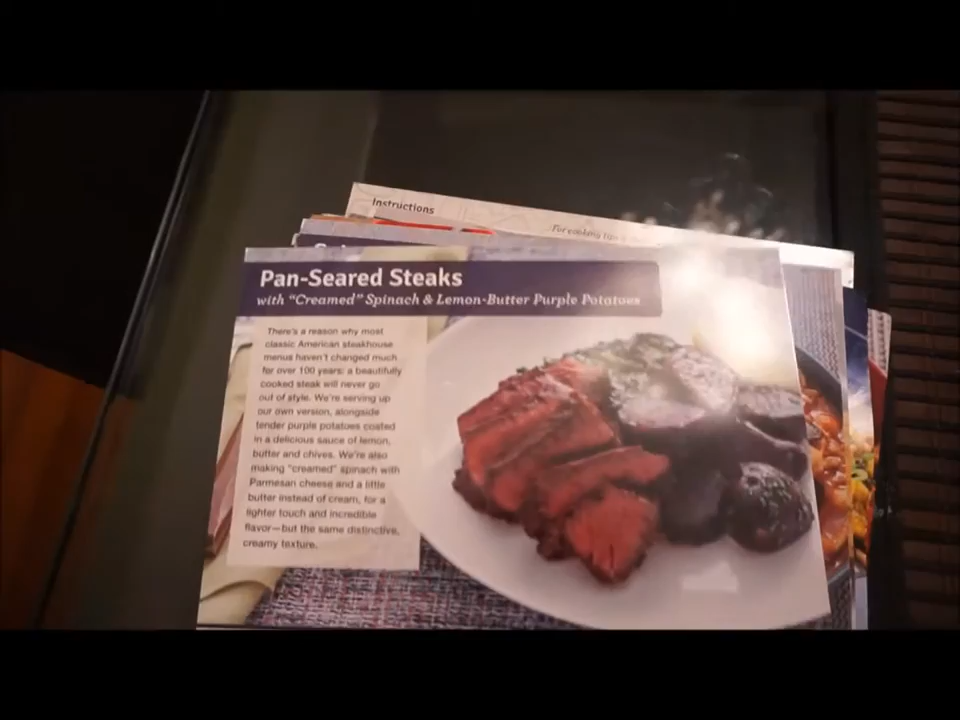 Instructions
For cooking
Pan-Seared Steaks
with "Creamed" Spinach & Lemon-Butter Purple Potatoes
There's a reason why most
classic American steakhouse
menus haven't changed much
for over 100 years: a beautifully
cooked steak will never go
out of style. We're serving up
our own version, alongside
tender purple potatoes coated
in a delicious sauce of lemon,
butter and chives. We're also
making "creamed" spinach with
Parmesan cheese and a little
butter instead of cream, for a
lighter touch and incredible
flavor—but the same distinctive,
creamy texture.